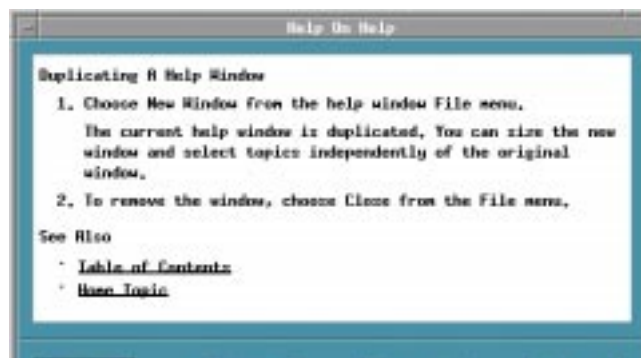 Help On Help
Duplicating A Help Window
1. Choose New Window from the help window File menu.
The current help window is duplicated. You can size the new
window and select topics independently of the original
window.
2. To remove the window, choose Close from the File menu.
See Also
· Table of Contents
· Home Topic